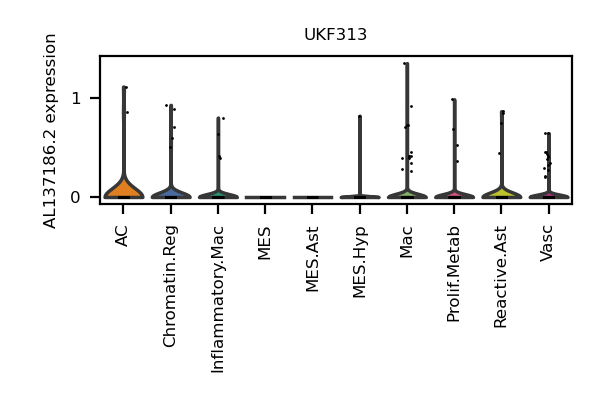 UKF313
AL137186.2 expression
1
0
AC
Chromatin.Reg
Inflammatory.Mac
MES
MES.Ast
MES.Hyp
Mac
Prolif.Metab
Reactive.Ast
Vasc